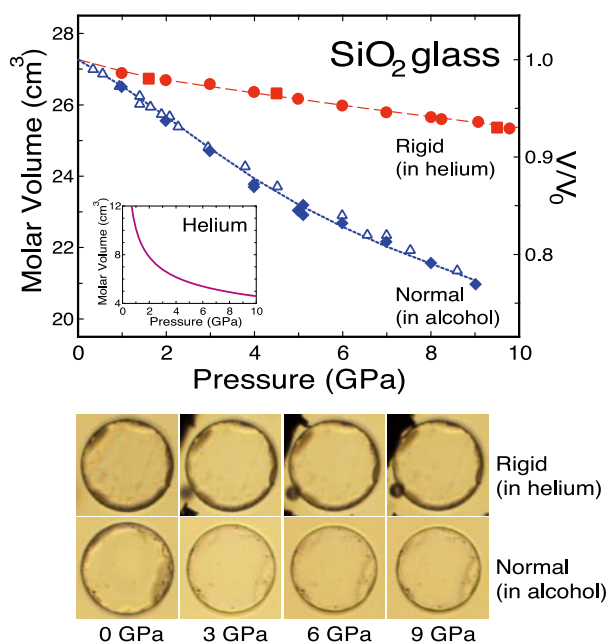 SiO2 glass
Molar Volume (cm3)
28
26
24
22
20
1.0
0.9
0.8
V/V0
Rigid
(in helium)
Normal
(in alcohol)
Helium
Molar Volume (cm3)
12
8
4
0 2 4 6 8 10
Pressure (GPa)
0 2 4 6 8 10
Pressure (GPa)
Rigid
(in helium)
Normal
(in alcohol)
0 GPa 3 GPa 6 GPa 9 GPa